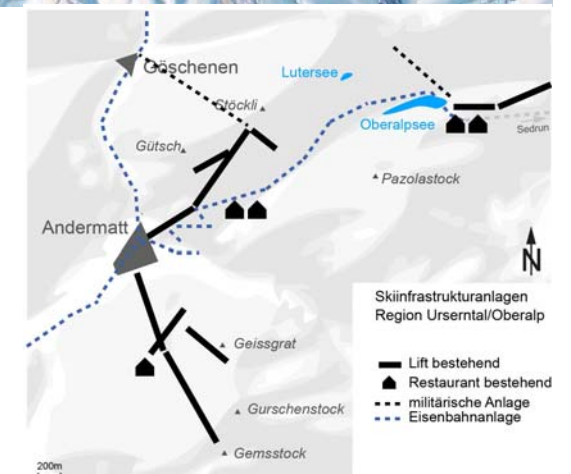 Göschenen
Lutersee
Stöckli
Oberalpsee
Sedrun
Gütsch
Pazolastock
Andermatt
N
Skiinfrastrukturanlagen
Region Urserntal/Oberalp
Geissgrat
Lift bestehend
Restaurant bestehend
militärische Anlage
Eisenbahnanlage
Gurschenstock
Gemsstock
200m